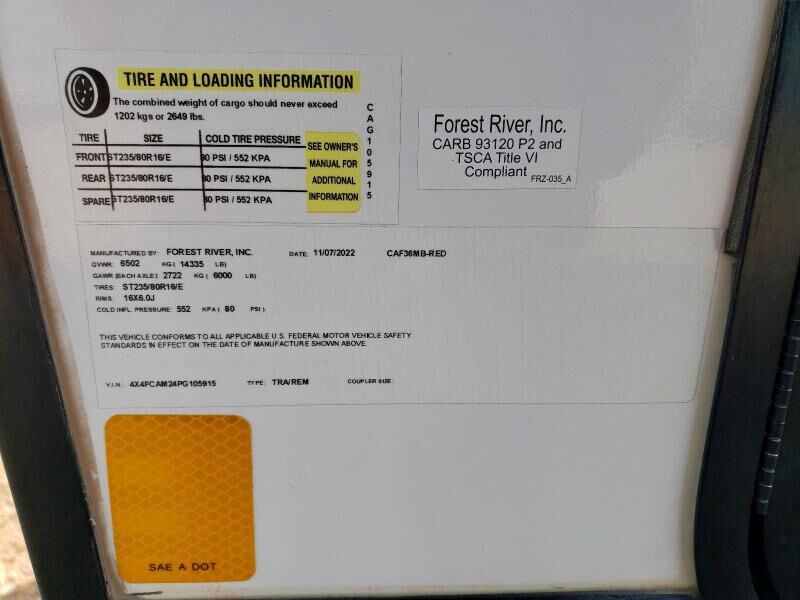 TIRE AND LOADING INFORMATION
The combined weight of cargo should never exceed
1202 kgs or 2649 lbs.
TIRE SIZE COLD TIRE PRESSURE
FRONT ST235/80R16/E 80 PSI / 552 KPA
REAR ST235/80R16/E 80 PSI / 552 KPA
SPARE ST235/80R16/E 80 PSI / 552 KPA
SEE OWNER'S
MANUAL FOR
ADDITIONAL
INFORMATION
CAG105915
Forest River, Inc.
CARB 93120 P2 and
TSCA Title VI
Compliant
FRZ-035_A
MANUFACTURED BY: FOREST RIVER, INC. DATE: 11/07/2022 CAF36MB-RED
GVWR: 6502 KG ( 14335 LB)
GAWR (EACH AXLE): 2722 KG ( 6000 LB)
TIRES: ST235/80R16/E
RIMS: 16X6.0J
COLD INFL. PRESSURE: 552 KPA ( 80 PSI )
THIS VEHICLE CONFORMS TO ALL APPLICABLE U.S. FEDERAL MOTOR VEHICLE SAFETY
STANDARDS IN EFFECT ON THE DATE OF MANUFACTURE SHOWN ABOVE.
V.I.N.: 4X4FCAM24PG105915 TYPE: TRA/REM COUPLER SIZE:
SAE A DOT